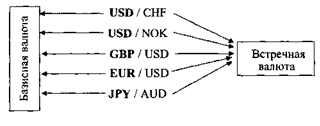 Базисная валюта
USD / CHF
USD / NOK
GBP / USD
EUR / USD
JPY / AUD
Встречная
валюта